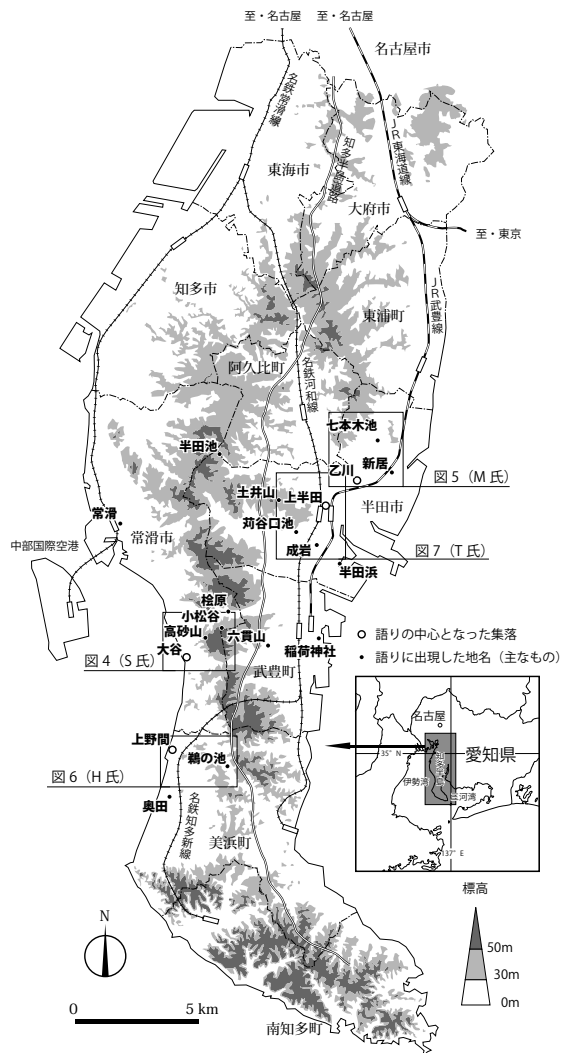 至・名古屋
至・名古屋
名古屋市
名鉄常滑線
JR東海道線
知多半島道路
東海市
大府市
至・東京
知多市
東浦町
JR武豊線
阿久比町
名鉄河和線
七本木池
半田池
乙川
新居
図5（M氏）
土井山
上半田
半田市
常滑
常滑市
苅谷口池
図7（T氏）
中部国際空港
成岩
半田浜
桧原
小松谷
高砂山
六貫山
稲荷神社
語りの中心となった集落
大谷
図4（S氏）
武豊町
語りに出現した地名（主なもの）
名古屋
上野間
35° N
愛知県
知多半島
鵜の池
伊勢湾
三河湾
図6（H氏）
奥田
名鉄知多新線
美浜町
137° E
標高
N
50m
30m
0m
0
5 km
南知多町